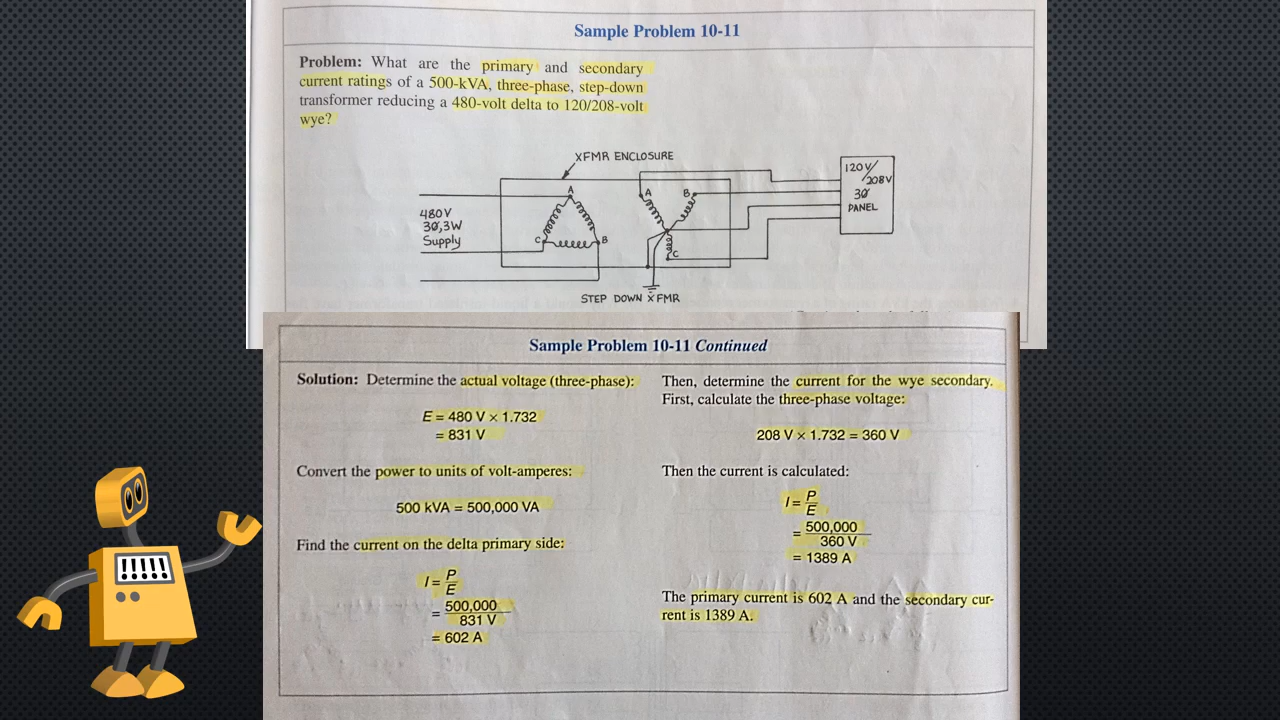 Sample Problem 10-11
Problem: What are the primary and secondary
current ratings of a 500-kVA, three-phase, step-down
transformer reducing a 480-volt delta to 120/208-volt
wye?
XFMR ENCLOSURE
480V
3Ø,3W
Supply
A
C
B
A
B
C
120V/
208V
3Ø
PANEL
STEP DOWN XFMR
Sample Problem 10-11 Continued
Solution: Determine the actual voltage (three-phase):
E = 480 V × 1.732
= 831 V
Convert the power to units of volt-amperes:
500 kVA = 500,000 VA
Find the current on the delta primary side:
I = P
E
= 500,000
831 V
= 602 A
Then, determine the current for the wye secondary.
First, calculate the three-phase voltage:
208 V × 1.732 = 360 V
Then the current is calculated:
I = P
E
= 500,000
360 V
= 1389 A
The primary current is 602 A and the secondary cur-
rent is 1389 A.